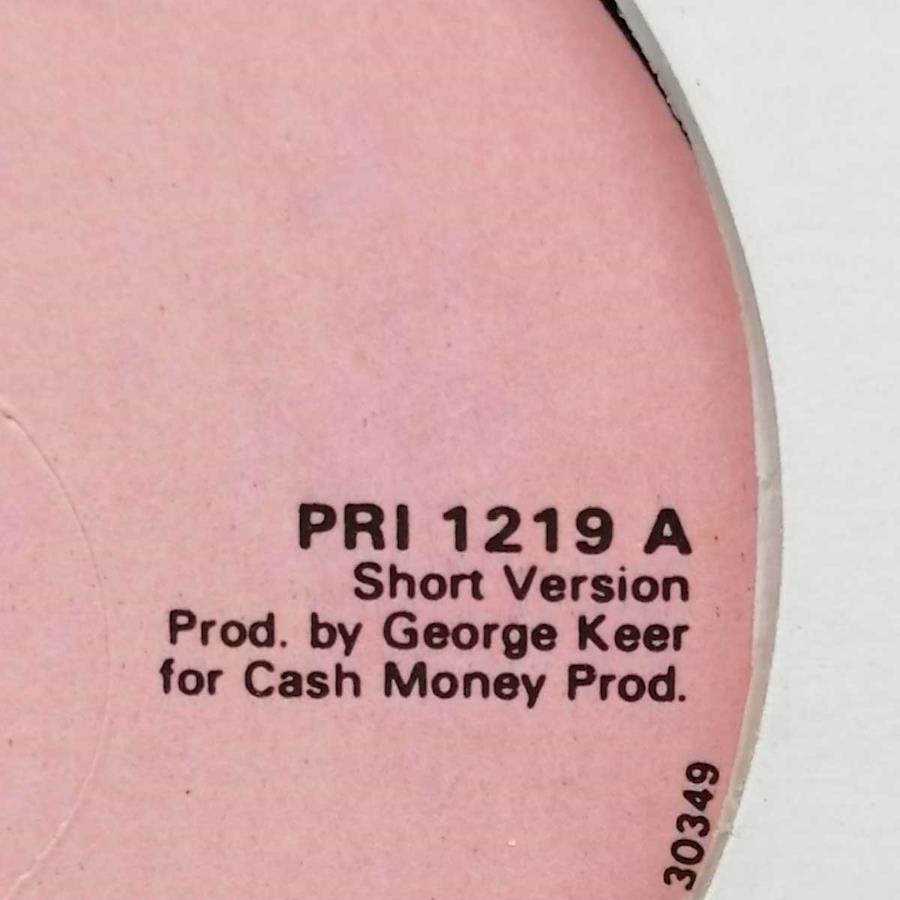 PRI 1219 A
Short Version
Prod. by George Keer
for Cash Money Prod.
30349